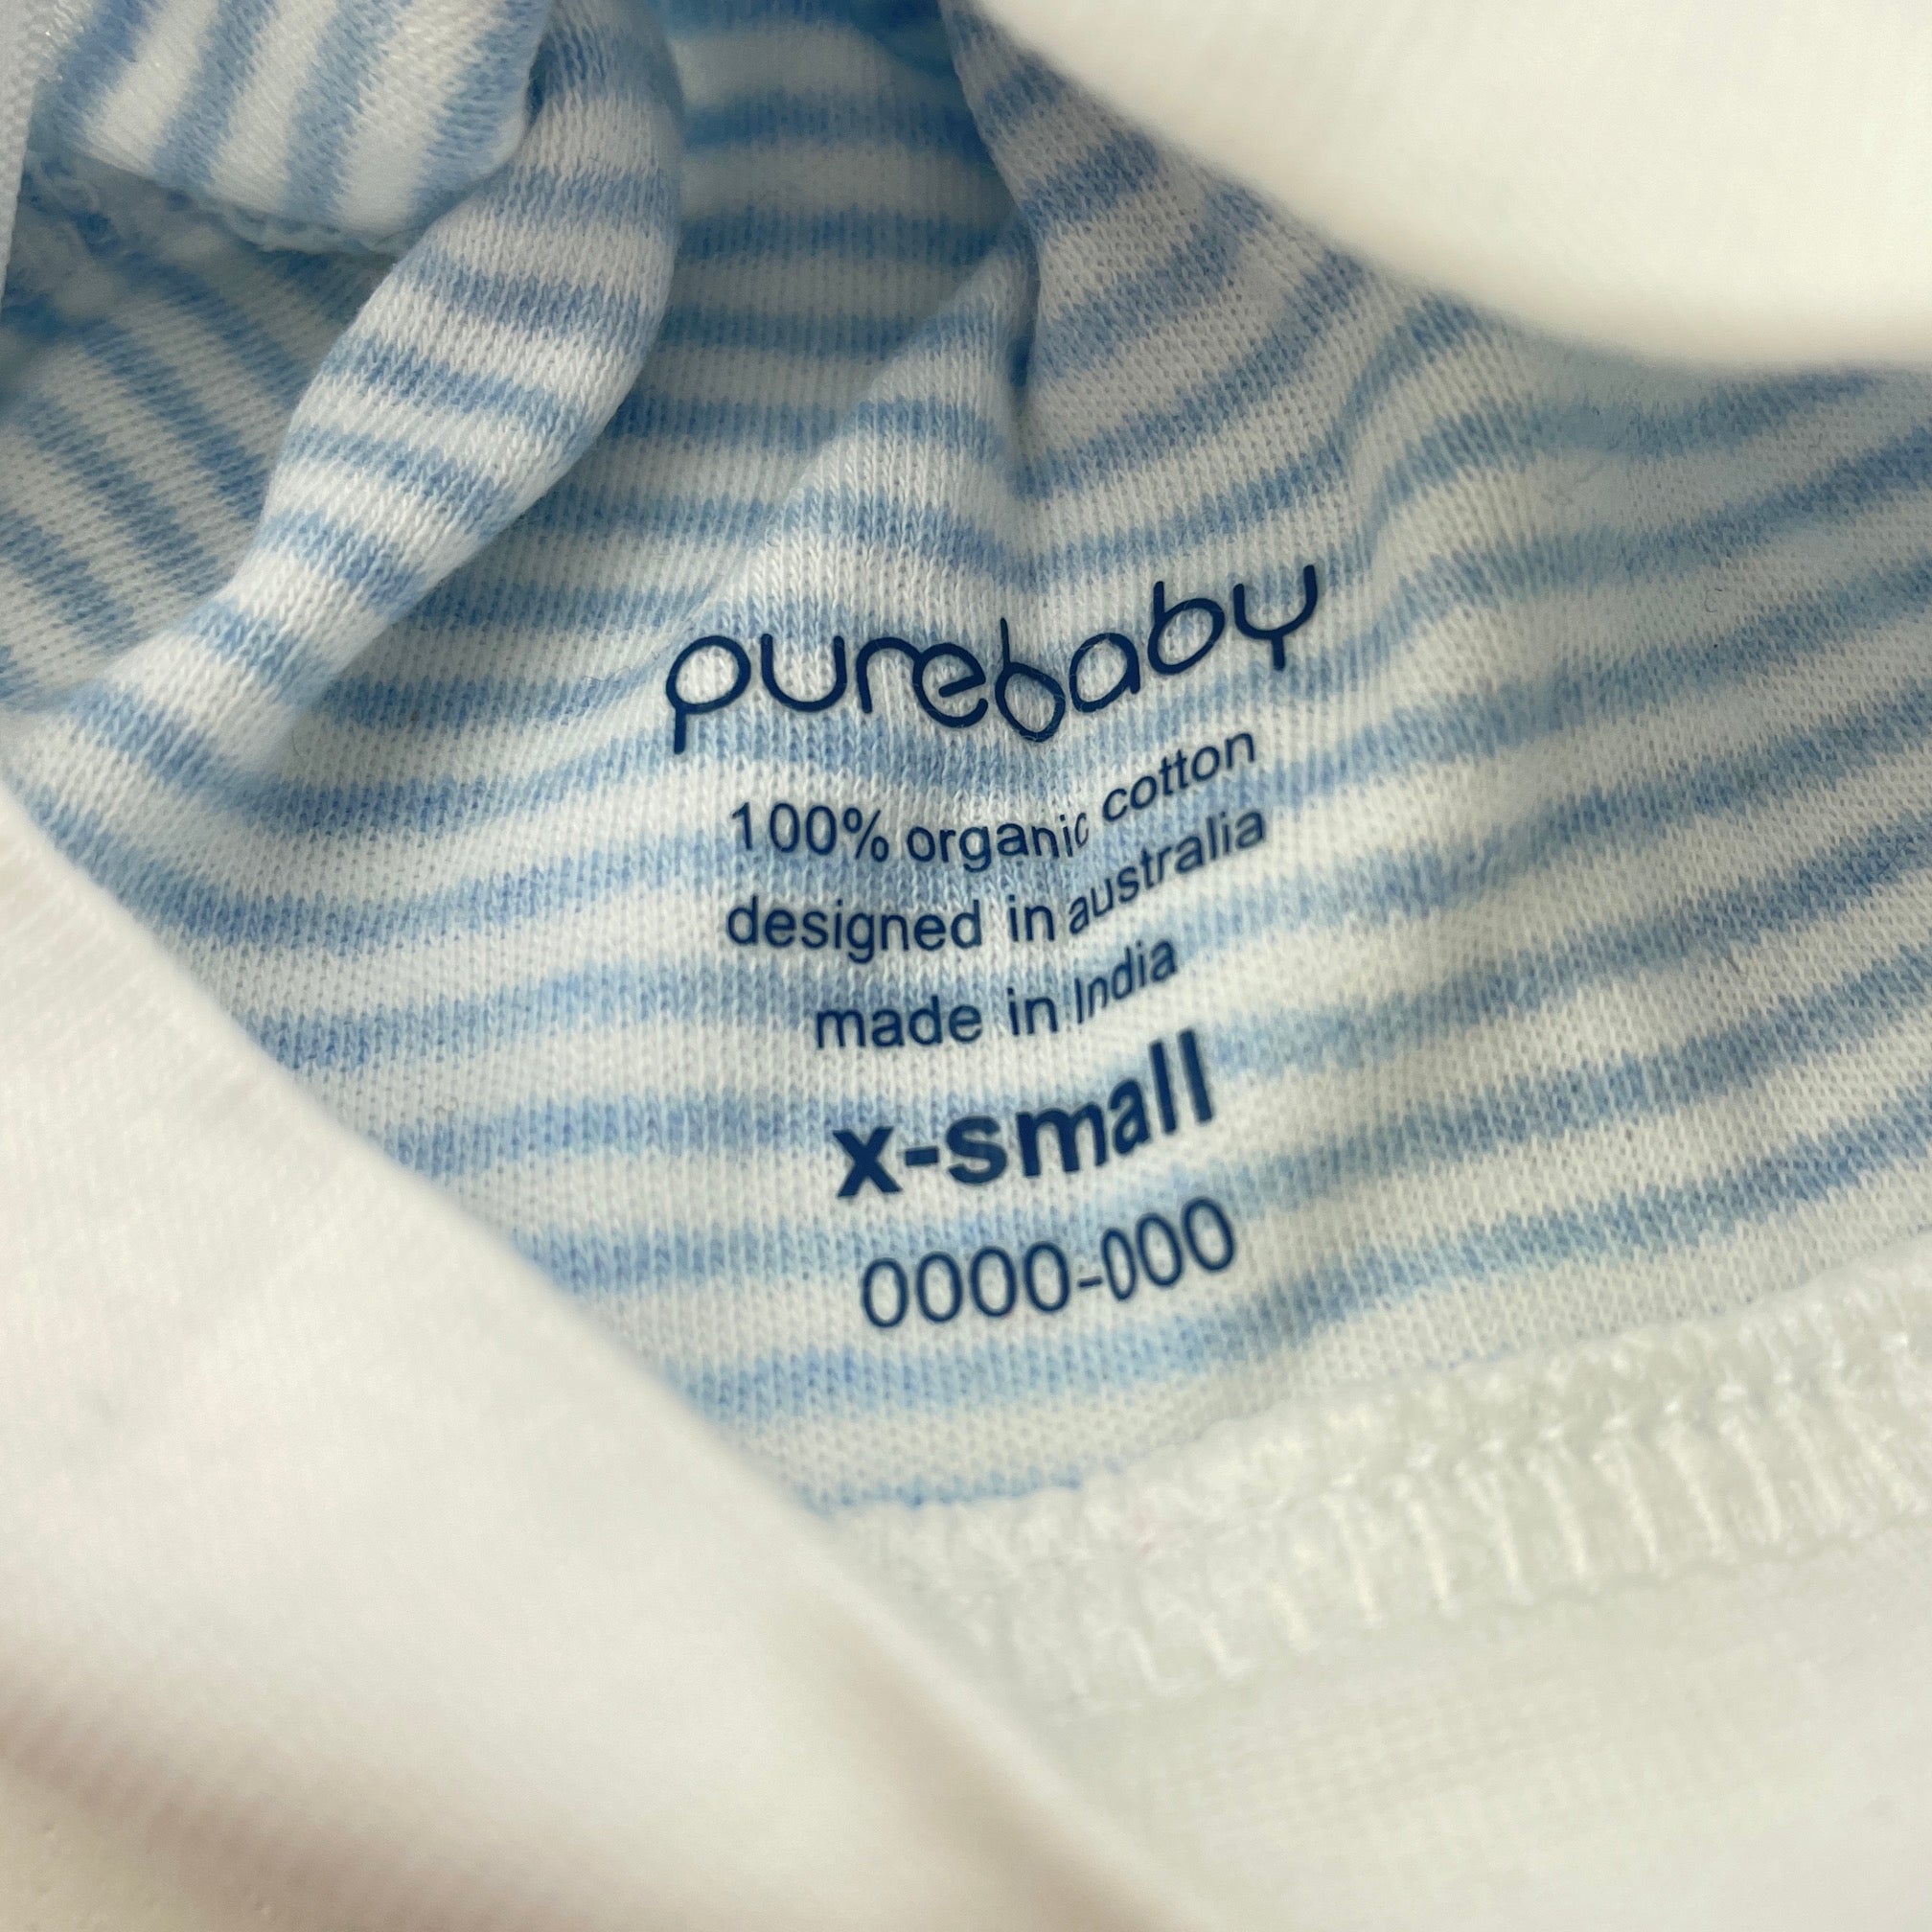 purebaby
100% organic cotton
designed in australia
made in India
x-small
0000-000